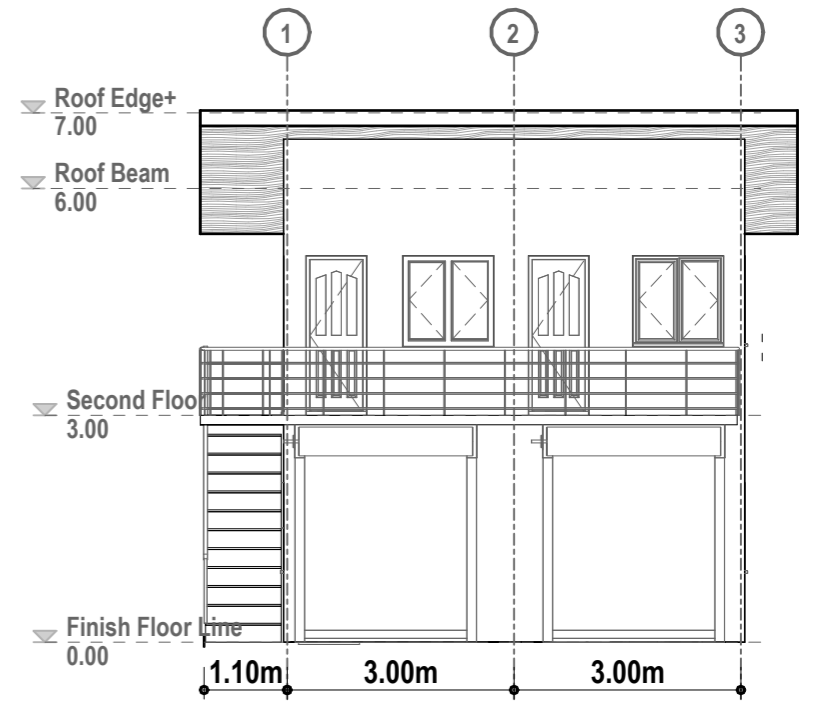 1 2 3
Roof Edge+
7.00
Roof Beam
6.00
Second Floor
3.00
Finish Floor Line
0.00
1.10m 3.00m 3.00m